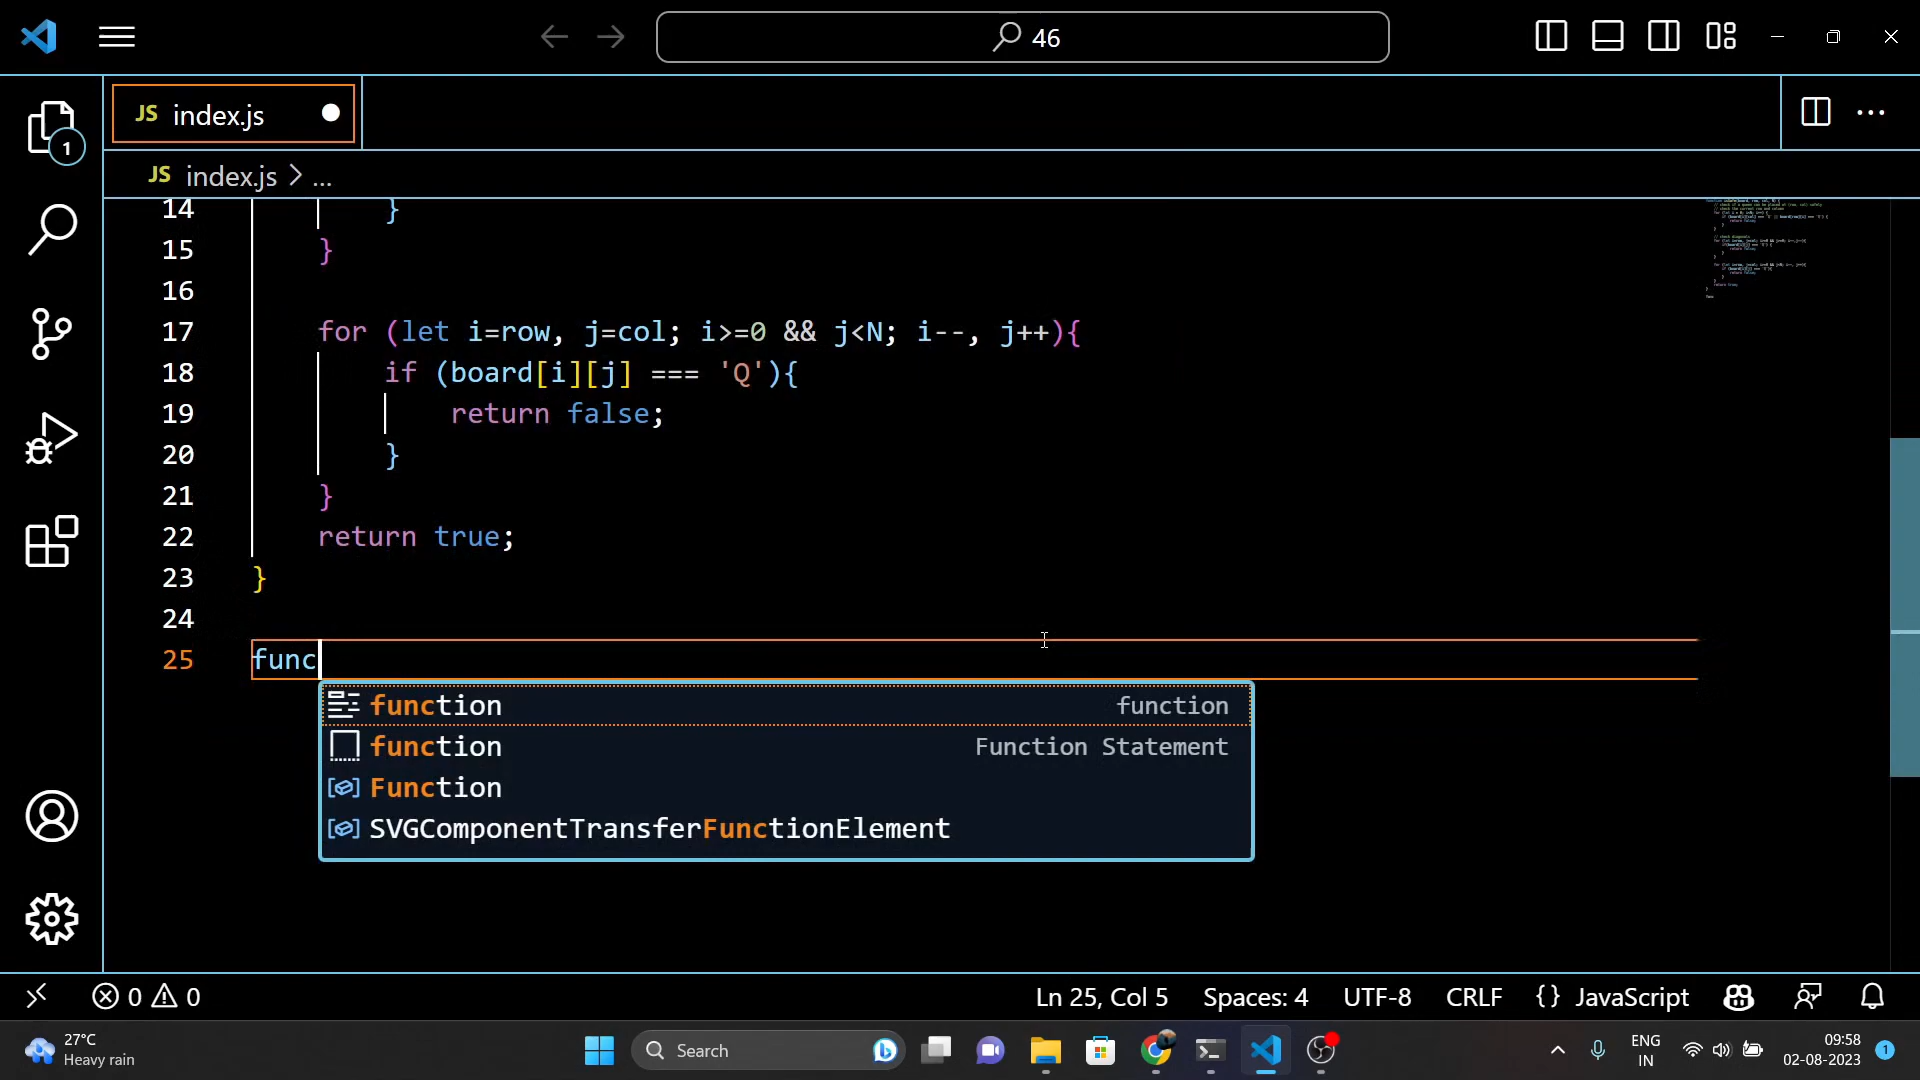 46
JS index.js
1
JS index.js > ...
14 }
15 }
16
17 for (let i=row, j=col; i>=0 && j<N; i--, j++){
18 if (board[i][j] === 'Q'){
19 return false;
20 }
21 }
22 return true;
23 }
24
25 func
function function
function Function Statement
Function
SVGComponentTransferFunctionElement
0 0 Ln 25, Col 5 Spaces: 4 UTF-8 CRLF {} JavaScript
27°C
Heavy rain
Search
ENG
IN
09:58
02-08-2023
1